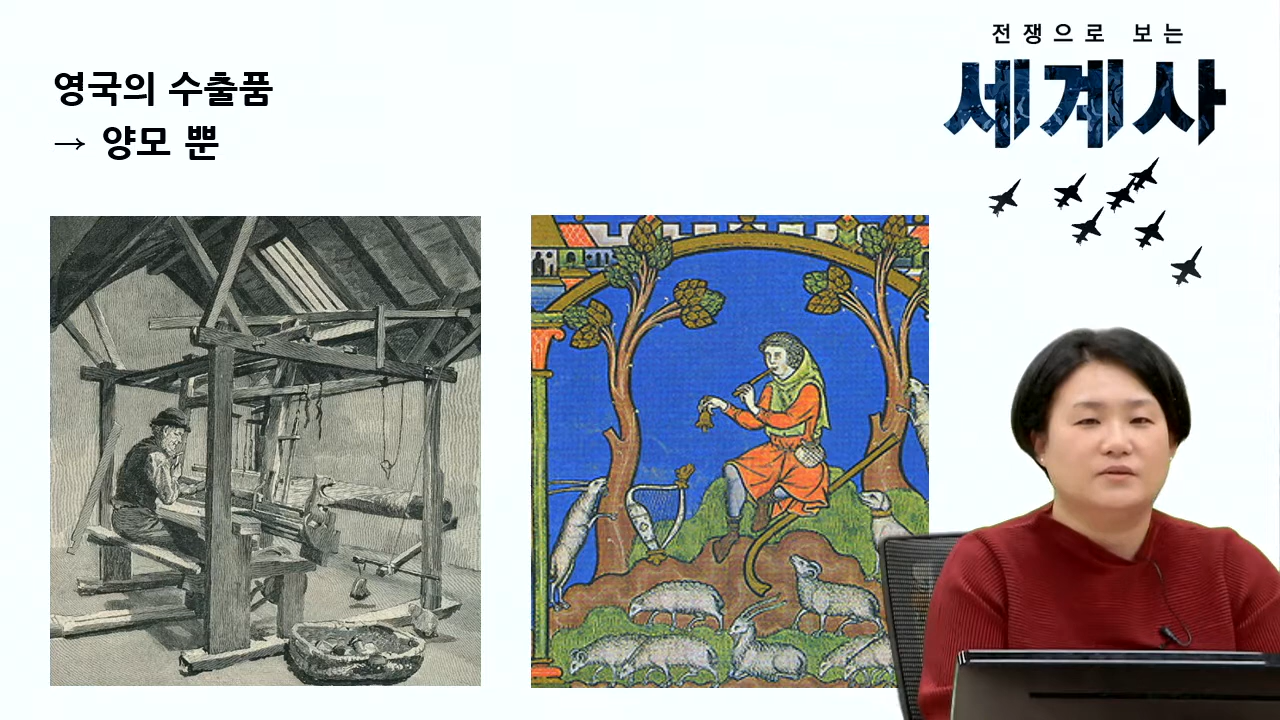 전쟁으로 보는
세계사
영국의 수출품
→ 양모 뿐